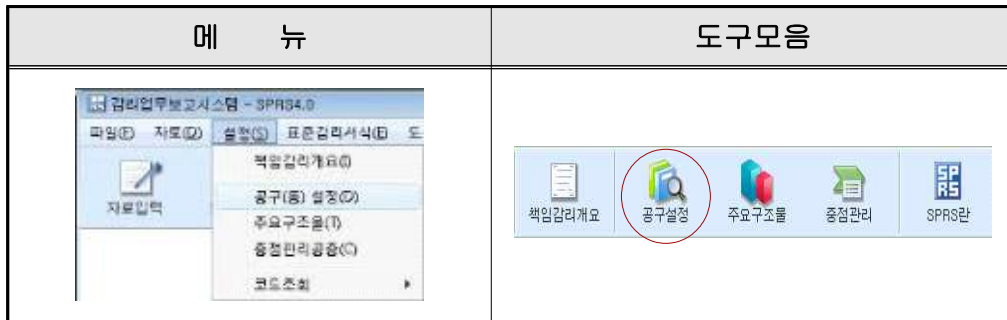 메 뉴
도구모음
감리업무보고시스템 - SPRS4.0
파일(F) 자료(D) 설정(S) 표준감리서식(E) 도
책임감리개요(I)
공구(동) 설정(D)
주요구조물(T)
중점관리공종(C)
코드조회
자료입력
책임감리개요 공구설정 주요구조물 중점관리 SPRS란
SP
RS